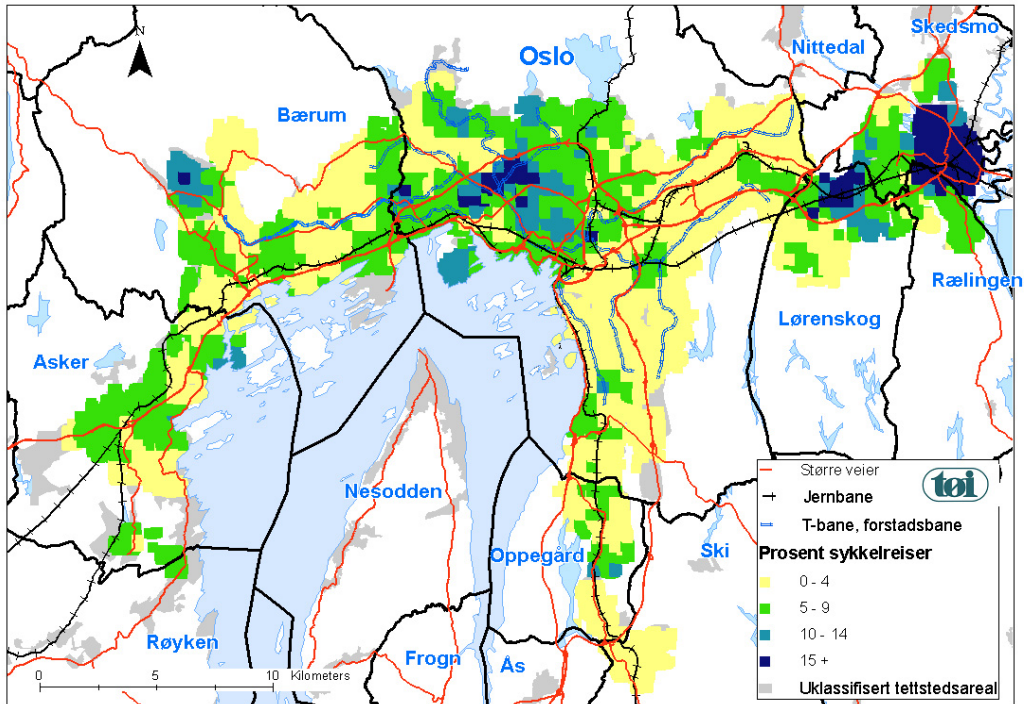 N
Skedsmo
Nittedal
Oslo
Bærum
Rælingen
Lørenskog
Asker
Nesodden
Oppegård
Ski
Røyken
Frogn
Ås
0 5 10 Kilometers
Større veier
tøi
Jernbane
T-bane, forstadsbane
Prosent sykkelreiser
0 - 4
5 - 9
10 - 14
15 +
Uklassifisert tettstedsareal